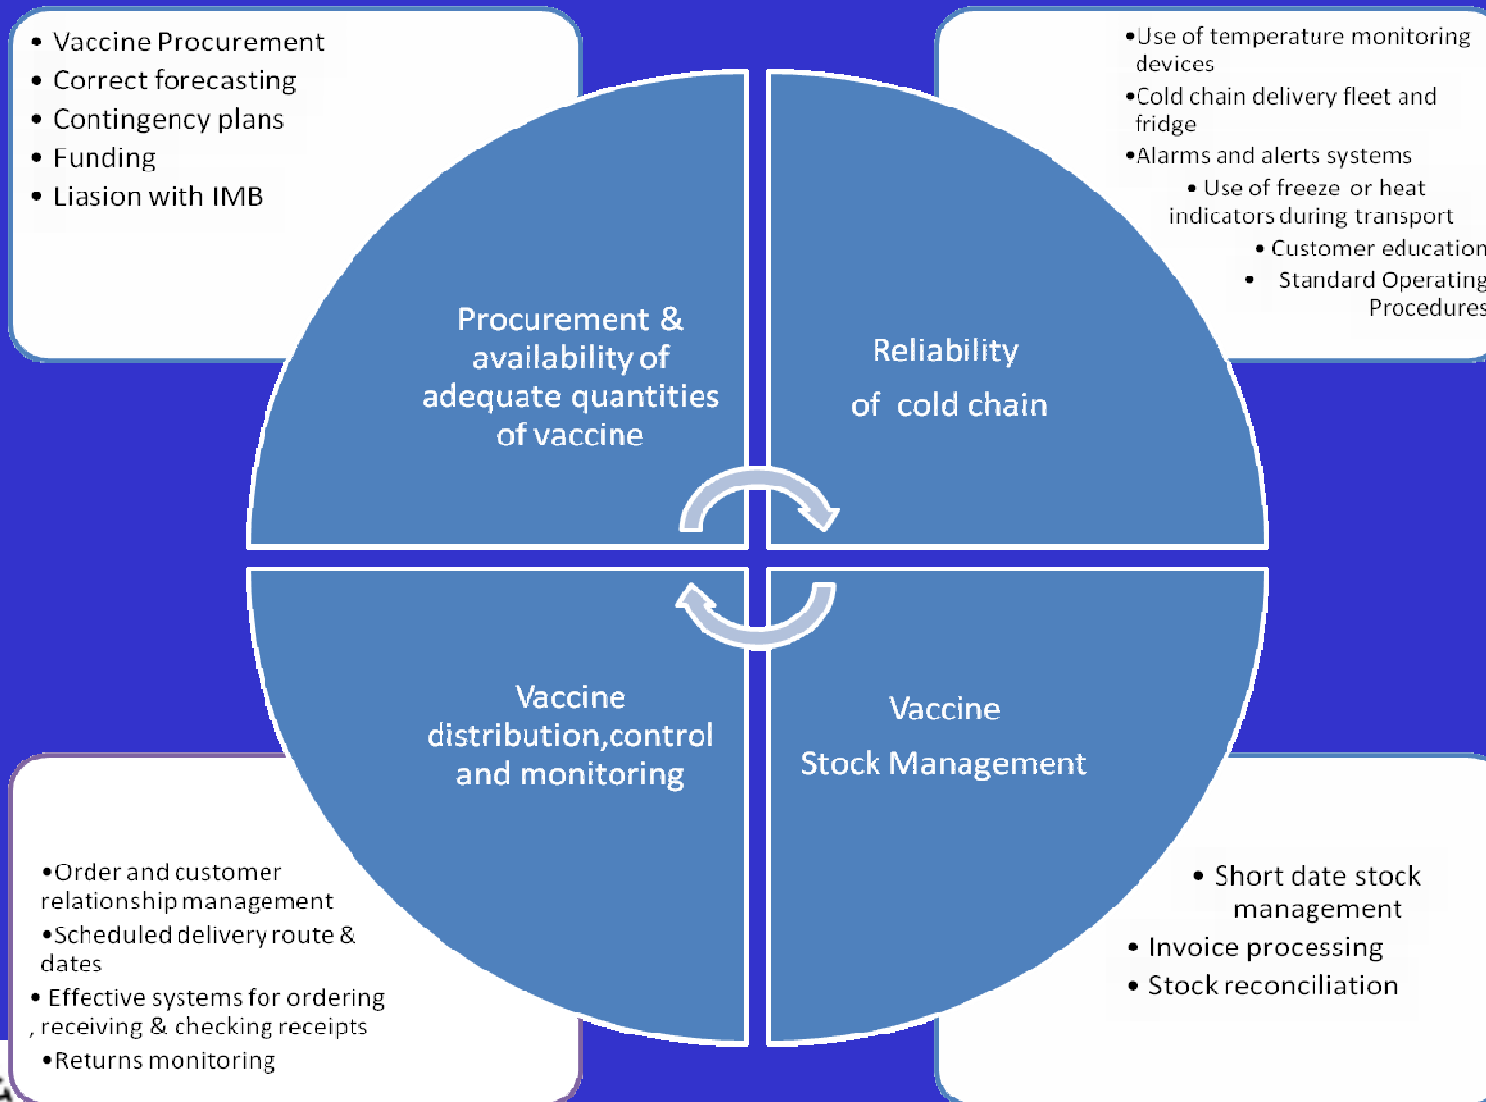 • Vaccine Procurement
• Correct forecasting
• Contingency plans
• Funding
• Liasion with IMB
•Use of temperature monitoring
devices
•Cold chain delivery fleet and
fridge
•Alarms and alerts systems
• Use of freeze or heat
indicators during transport
• Customer education
• Standard Operating
Procedures
Procurement &
availability of
adequate quantities
of vaccine
Reliability
of cold chain
Vaccine
distribution,control
and monitoring
Vaccine
Stock Management
•Order and customer
relationship management
•Scheduled delivery route &
dates
• Effective systems for ordering
, receiving & checking receipts
•Returns monitoring
• Short date stock
management
• Invoice processing
• Stock reconciliation